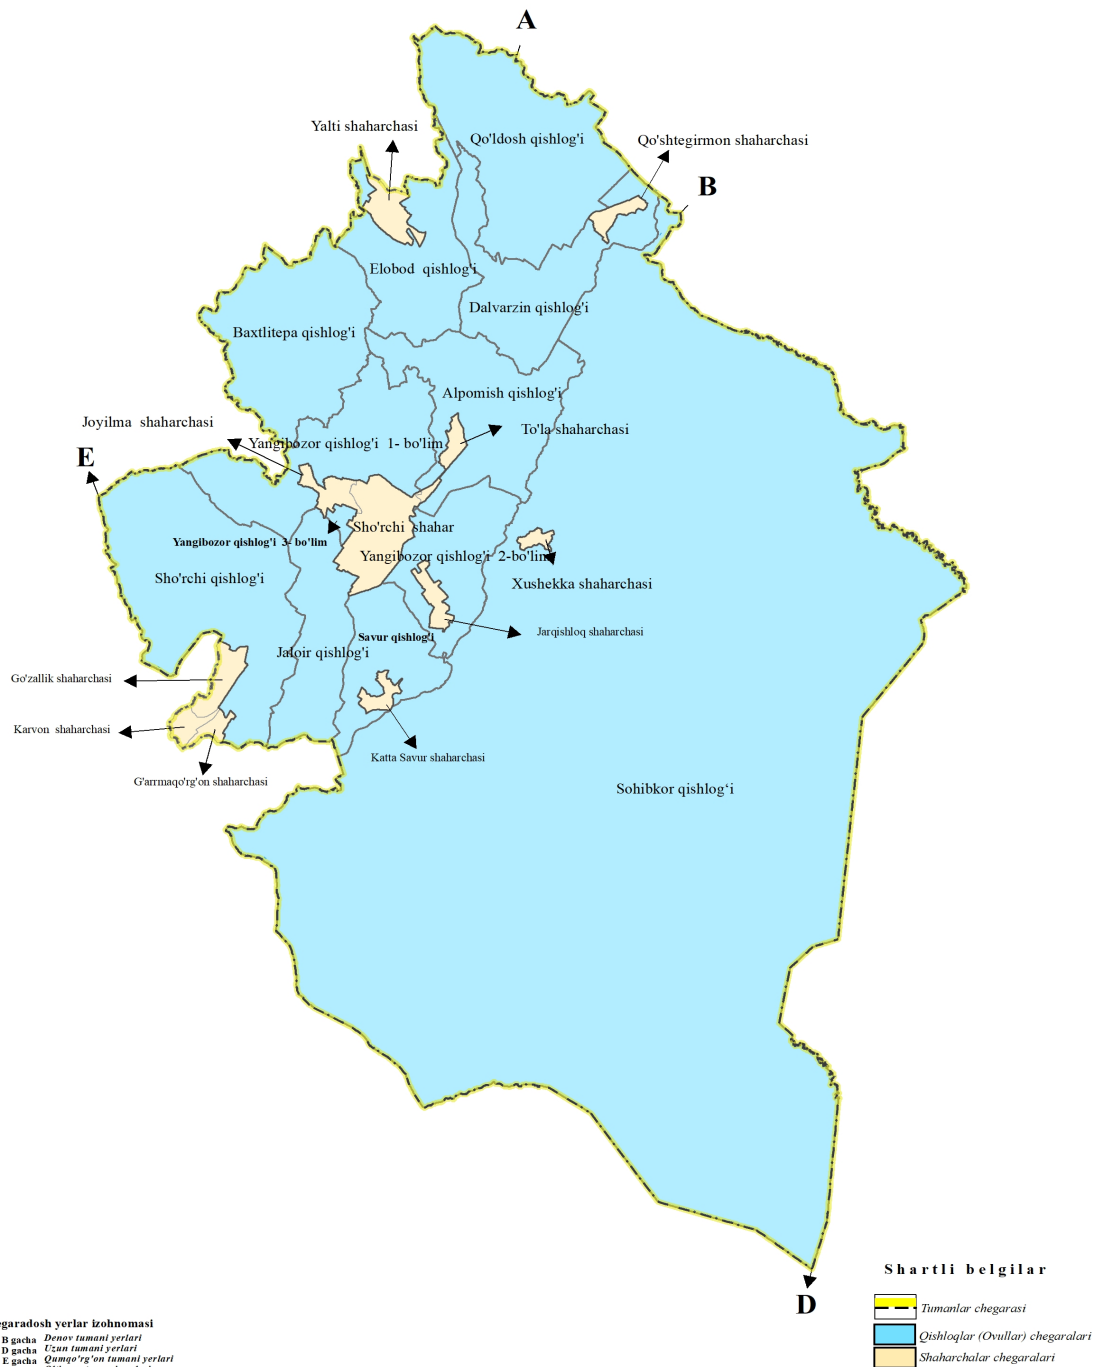 A
Yalti shaharchasi
Qo'ldosh qishlog'i
Qo'shtegirmon shaharchasi
B
Elobod qishlog'i
Dalvarzin qishlog'i
Baxtlitepa qishlog'i
Alpomish qishlog'i
Joyilma shaharchasi
To'la shaharchasi
Yangibozor qishlog'i 1- bo'lim
E
Sho'rchi shahar
Yangibozor qishlog'i 3- bo'lim
Yangibozor qishlog'i 2-bo'lim
Sho'rchi qishlog'i
Xushekka shaharchasi
Jarqishloq shaharchasi
Savur qishlog'i
Jaloir qishlog'i
Go'zallik shaharchasi
Karvon shaharchasi
Katta Savur shaharchasi
G'arrmaqo'rg'on shaharchasi
Sohibkor qishlog‘i
D
Shartli belgilar
Tumanlar chegarasi
Qishloqlar (Ovullar) chegaralari
Shaharchalar chegaralari
egaradosh yerlar izohnomasi
B gacha Denov tumani yerlari
D gacha Uzun tumani yerlari
E gacha Qumqo'rg'on tumani yerlari